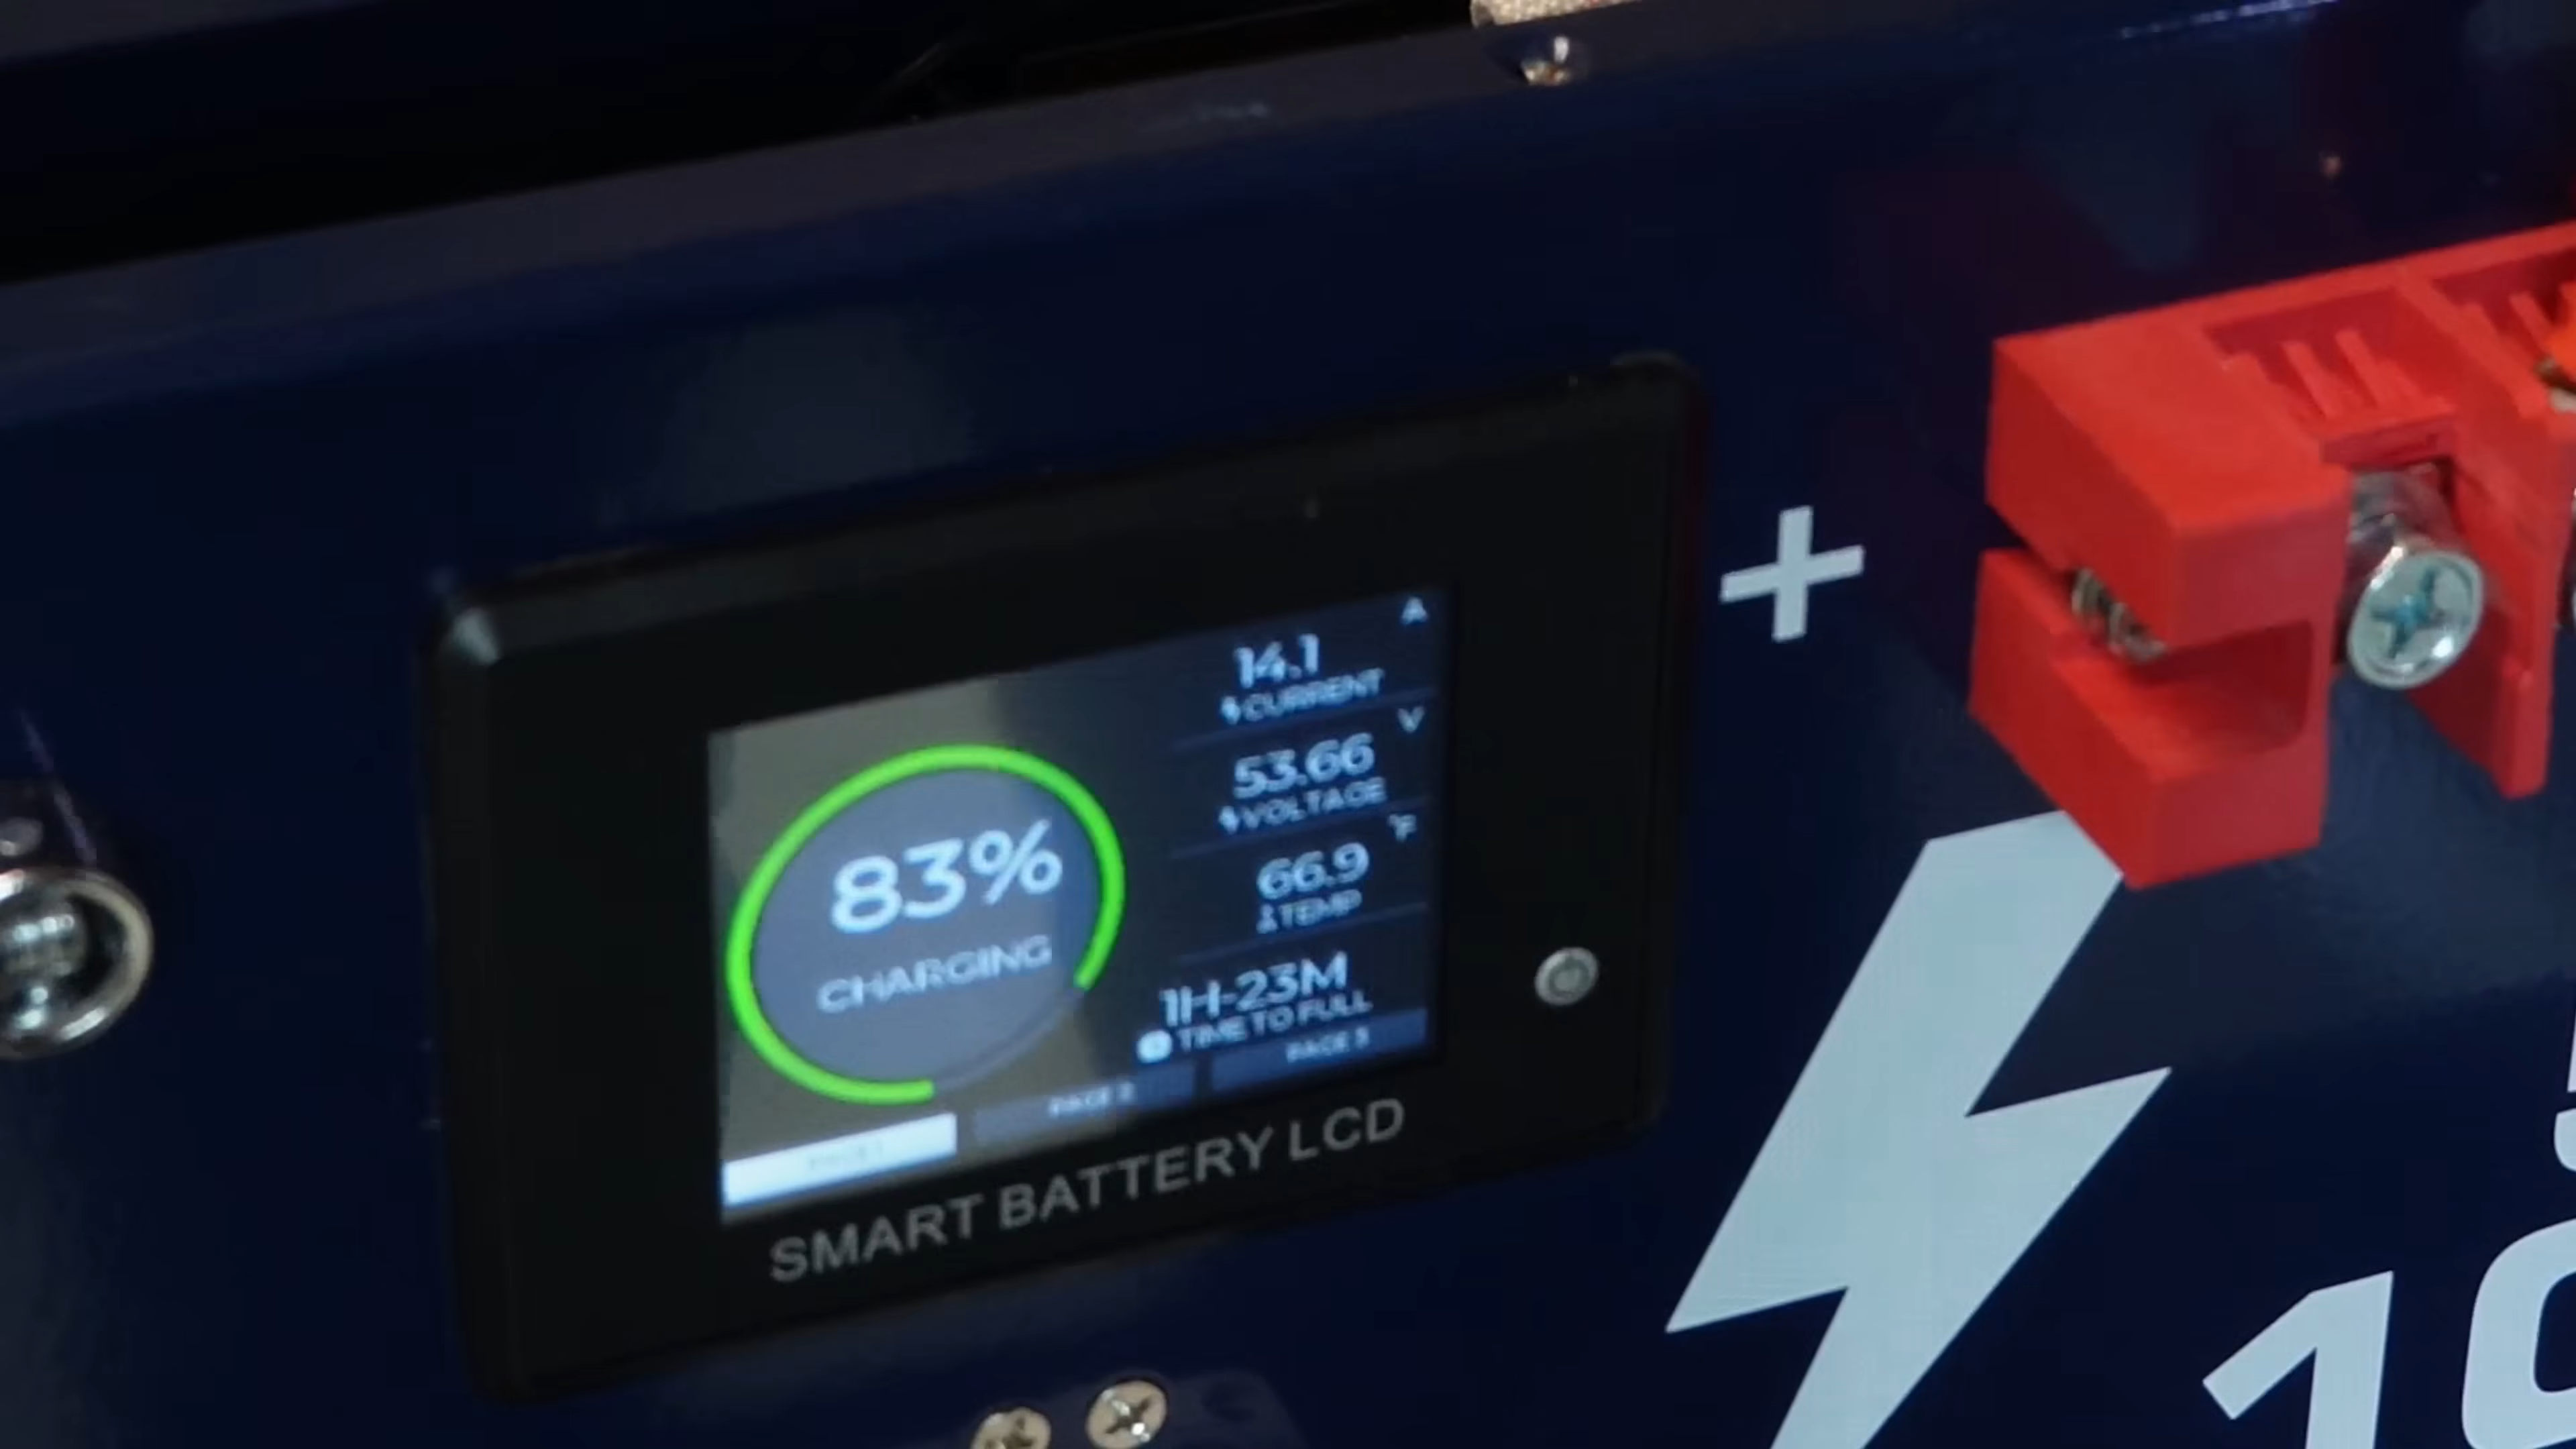 A
14.1
CURRENT
V
53.66
VOLTAGE
°F
66.9
TEMP
83%
CHARGING
1H-23M
TIME TO FULL
PAGE 2
PAGE 3
SMART BATTERY LCD
+